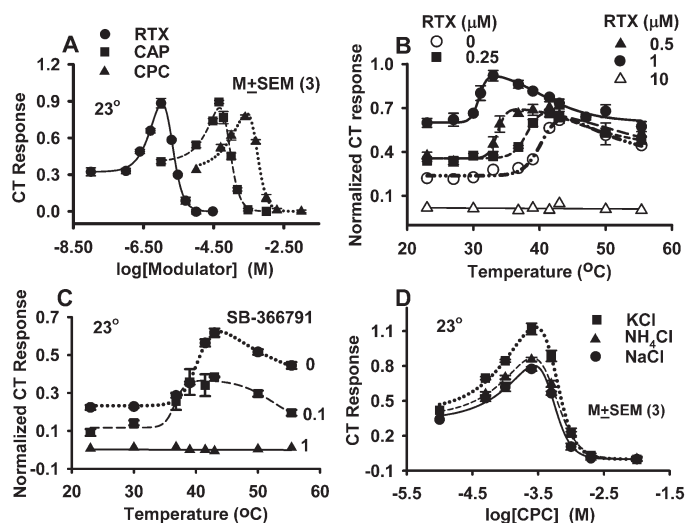 A
RTX
CAP
CPC
M±SEM (3)
23°
CT Response
1.2
0.9
0.6
0.3
0.0
-8.50 -6.50 -4.50 -2.50
log[Modulator] (M)
B
RTX (μM)
0
0.25
RTX (μM)
0.5
1
10
Normalized CT response
1.0
0.7
0.4
0.1
20 30 40 50
Temperature (ºC)
C
23°
SB-366791
0
0.1
1
Normalized CT Response
0.7
0.5
0.3
0.1
-0.1
20 30 40 50 60
Temperature (ºC)
D
23°
KCl
NH4Cl
NaCl
M±SEM (3)
CT Response
1.1
0.8
0.5
0.2
-0.1
-5.5 -4.5 -3.5 -2.5 -1.5
log[CPC] (M)